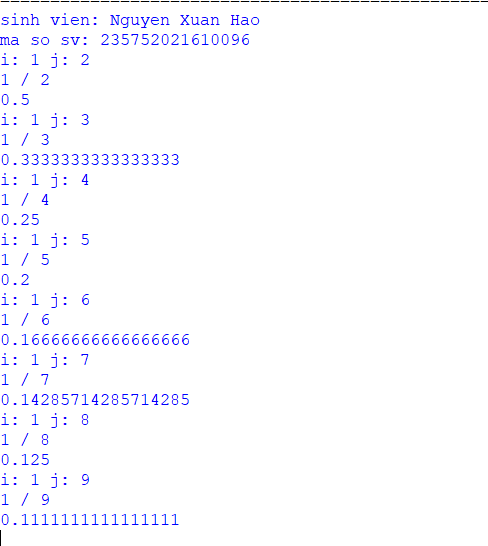 sinh vien: Nguyen Xuan Hao
ma so sv: 235752021610096
i: 1 j: 2
1 / 2
0.5
i: 1 j: 3
1 / 3
0.3333333333333333
i: 1 j: 4
1 / 4
0.25
i: 1 j: 5
1 / 5
0.2
i: 1 j: 6
1 / 6
0.16666666666666666
i: 1 j: 7
1 / 7
0.14285714285714285
i: 1 j: 8
1 / 8
0.125
i: 1 j: 9
1 / 9
0.1111111111111111